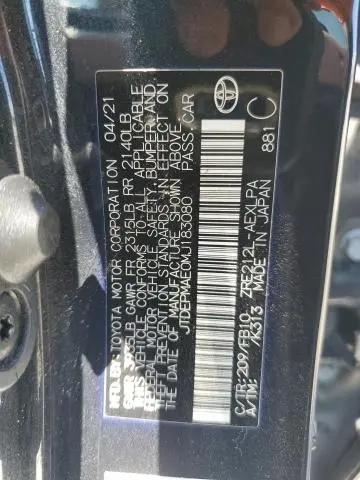 MFD.BY: TOYOTA MOTOR CORPORATION 04/21
GVWR 3935LB GAWR FR 2315LB RR 2140LB
THIS VEHICLE CONFORMS TO ALL APPLICABLE
FEDERAL MOTOR VEHICLE SAFETY, BUMPER AND
THEFT PREVENTION STANDARDS IN EFFECT ON
THE DATE OF MANUFACTURE SHOWN ABOVE.
JTDEPMAE0MJ183080 PASS.CAR
C/TR:209/FB10 ZRE212L-AEXLPA
A/TM: /K313 MADE IN JAPAN
881
C